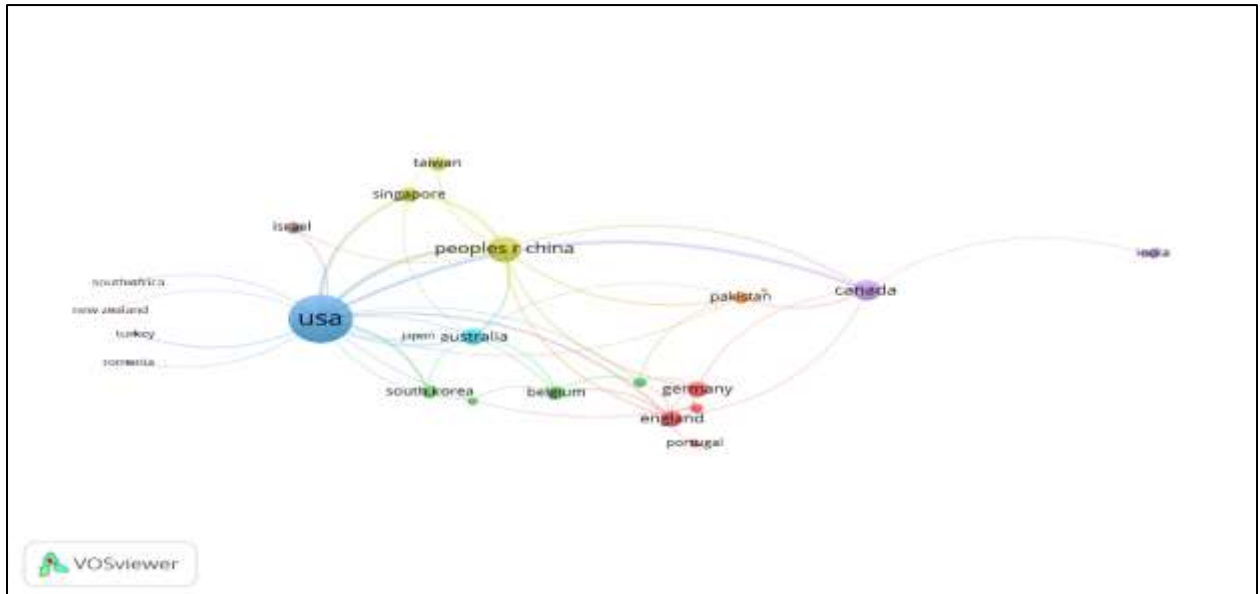 taiwan
singapore
israel
peoples r china
india
southafrica
canada
pakistan
new zealand
usa
turkey
japan australia
romania
south korea
belgium
germany
england
portugal
VOSviewer